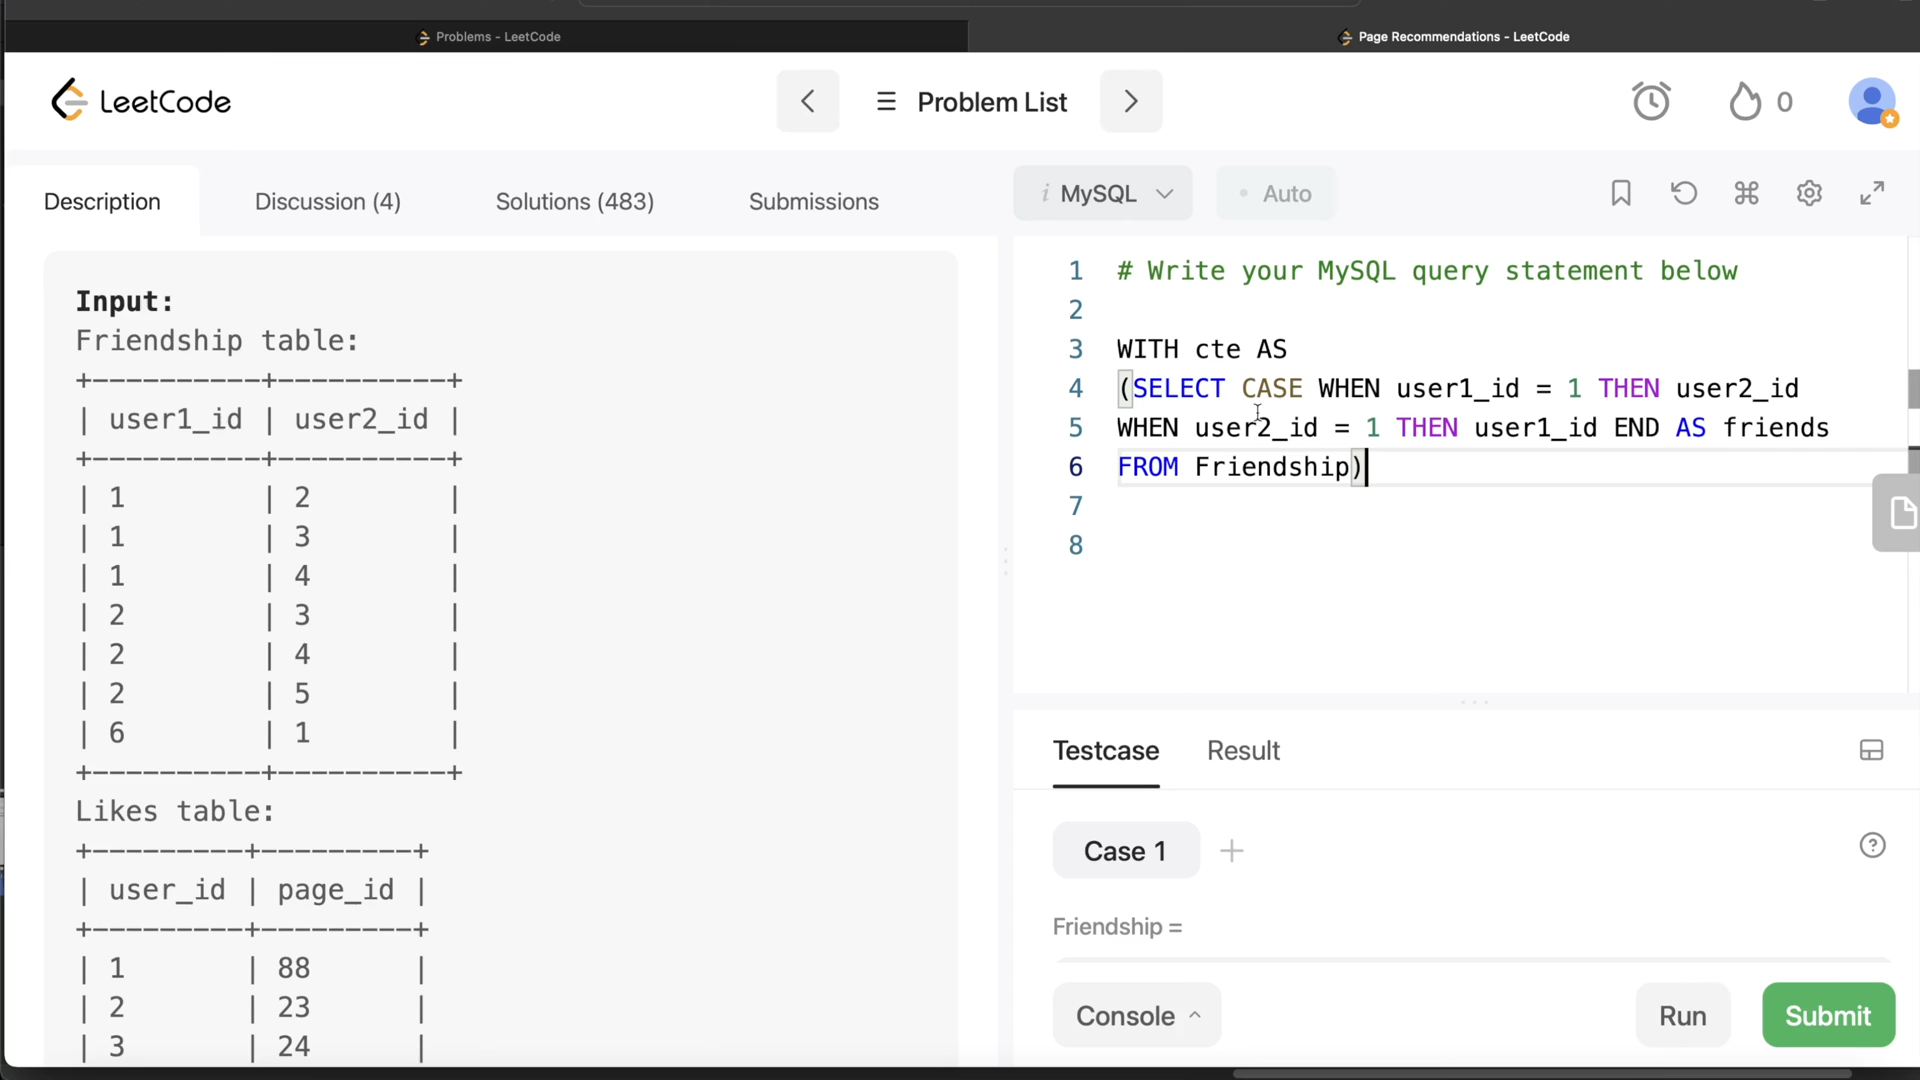 Problems - LeetCode
Page Recommendations - LeetCode
LeetCode
Problem List
0
Description
Discussion (4)
Solutions (483)
Submissions
i MySQL
Auto
Input:
Friendship table:
+----------+----------+
| user1_id | user2_id |
+----------+----------+
| 1        | 2        |
| 1        | 3        |
| 1        | 4        |
| 2        | 3        |
| 2        | 4        |
| 2        | 5        |
| 6        | 1        |
+----------+----------+
Likes table:
+---------+---------+
| user_id | page_id |
+---------+---------+
| 1       | 88      |
| 2       | 23      |
| 3       | 24      |
1 # Write your MySQL query statement below
2
3 WITH cte AS
4 (SELECT CASE WHEN user1_id = 1 THEN user2_id
5 WHEN user2_id = 1 THEN user1_id END AS friends
6 FROM Friendship)
7
8
Testcase
Result
Case 1
Friendship =
Console
Run
Submit